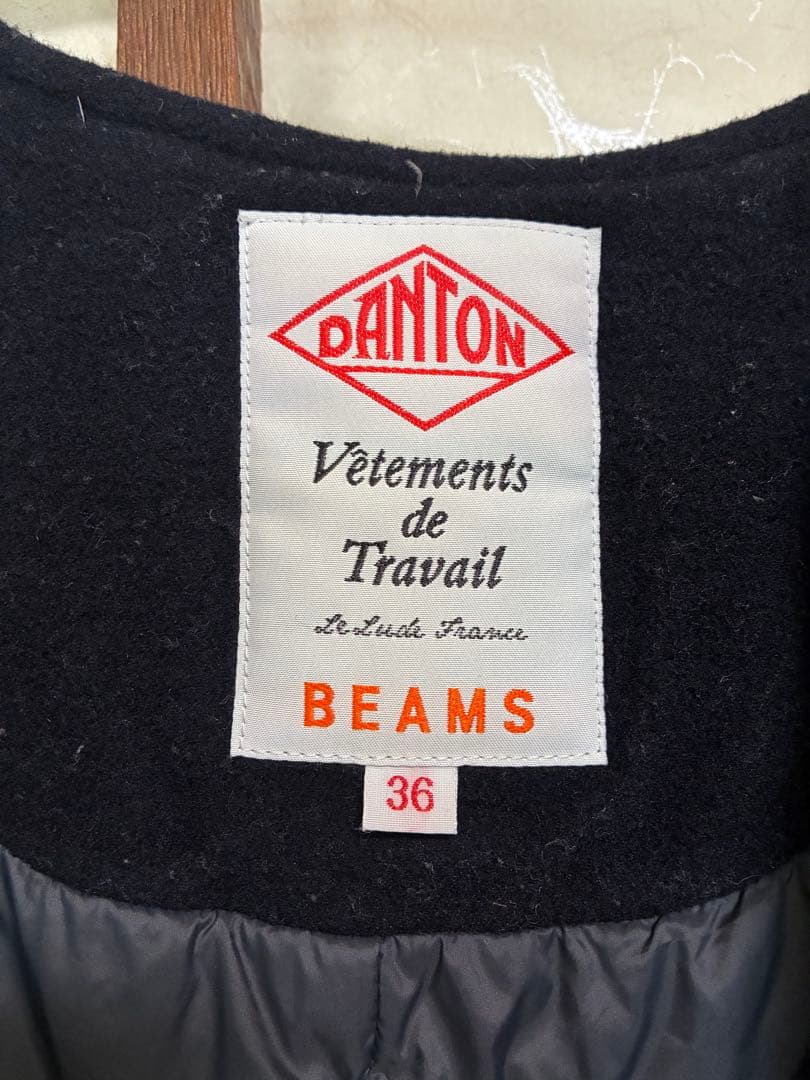 DANTON
Vêtements
de
Travail
Le Lude France
BEAMS
36